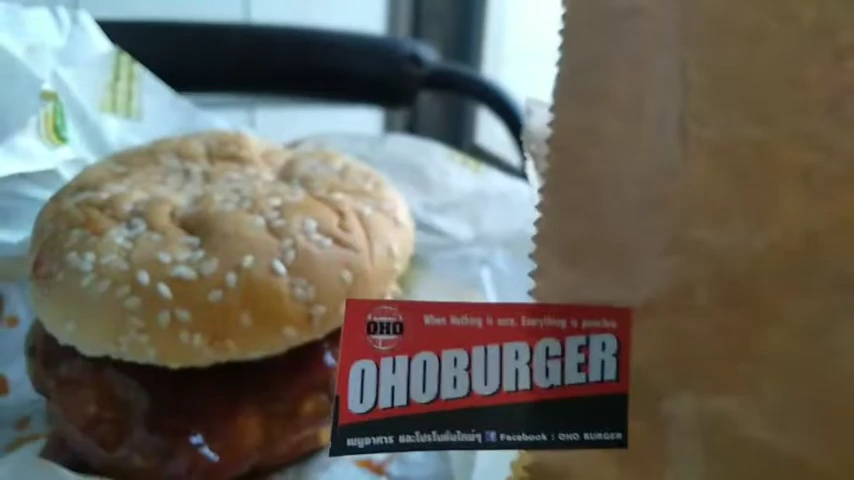 OHO
When Nothing is sure, Everything is possible
OHOBURGER
เมนูอาหาร และโปรโมชั่นใหม่ๆ f Facebook : OHO BURGER